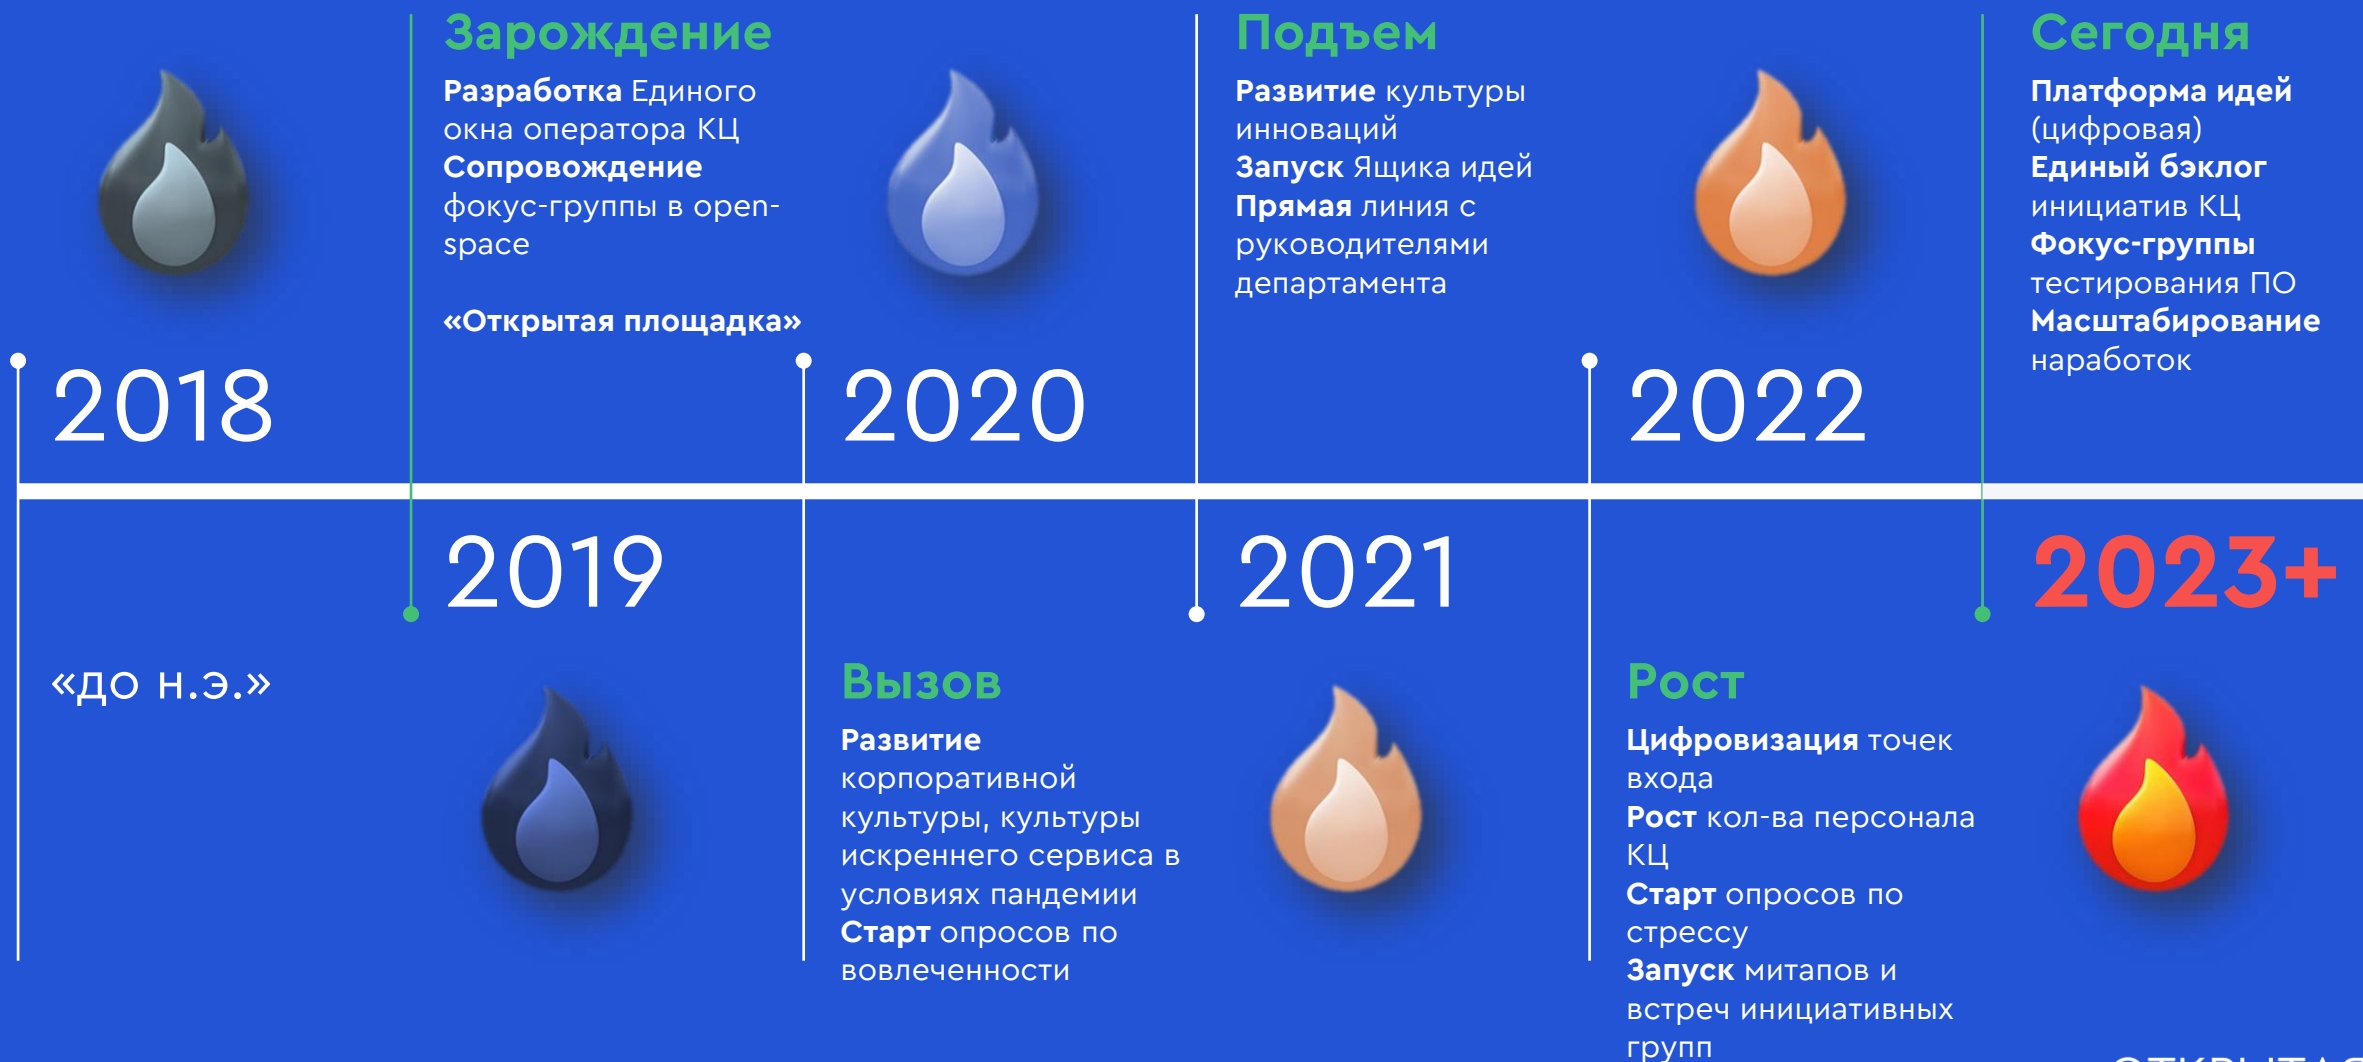 2018
«до н.э.»
Зарождение
Разработка Единого
окна оператора КЦ
Сопровождение
фокус-группы в open-
space
«Открытая площадка»
2019
2020
Вызов
Развитие
корпоративной
культуры, культуры
искреннего сервиса в
условиях пандемии
Старт опросов по
вовлеченности
Подъем
Развитие культуры
инноваций
Запуск Ящика идей
Прямая линия с
руководителями
департамента
2021
2022
Рост
Цифровизация точек
входа
Рост кол-ва персонала
КЦ
Старт опросов по
стрессу
Запуск митапов и
встреч инициативных
групп
Сегодня
Платформа идей
(цифровая)
Единый бэклог
инициатив КЦ
Фокус-группы
тестирования ПО
Масштабирование
наработок
2023+